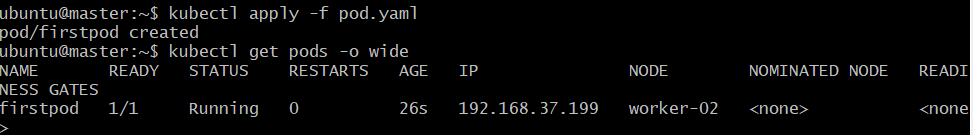 ubuntu@master:~$ kubectl apply -f pod.yaml
pod/firstpod created
ubuntu@master:~$ kubectl get pods -o wide
NAME       READY   STATUS    RESTARTS   AGE   IP               NODE        NOMINATED NODE   READI
NESS GATES
firstpod   1/1     Running   0          26s   192.168.37.199   worker-02   <none>           <none
>